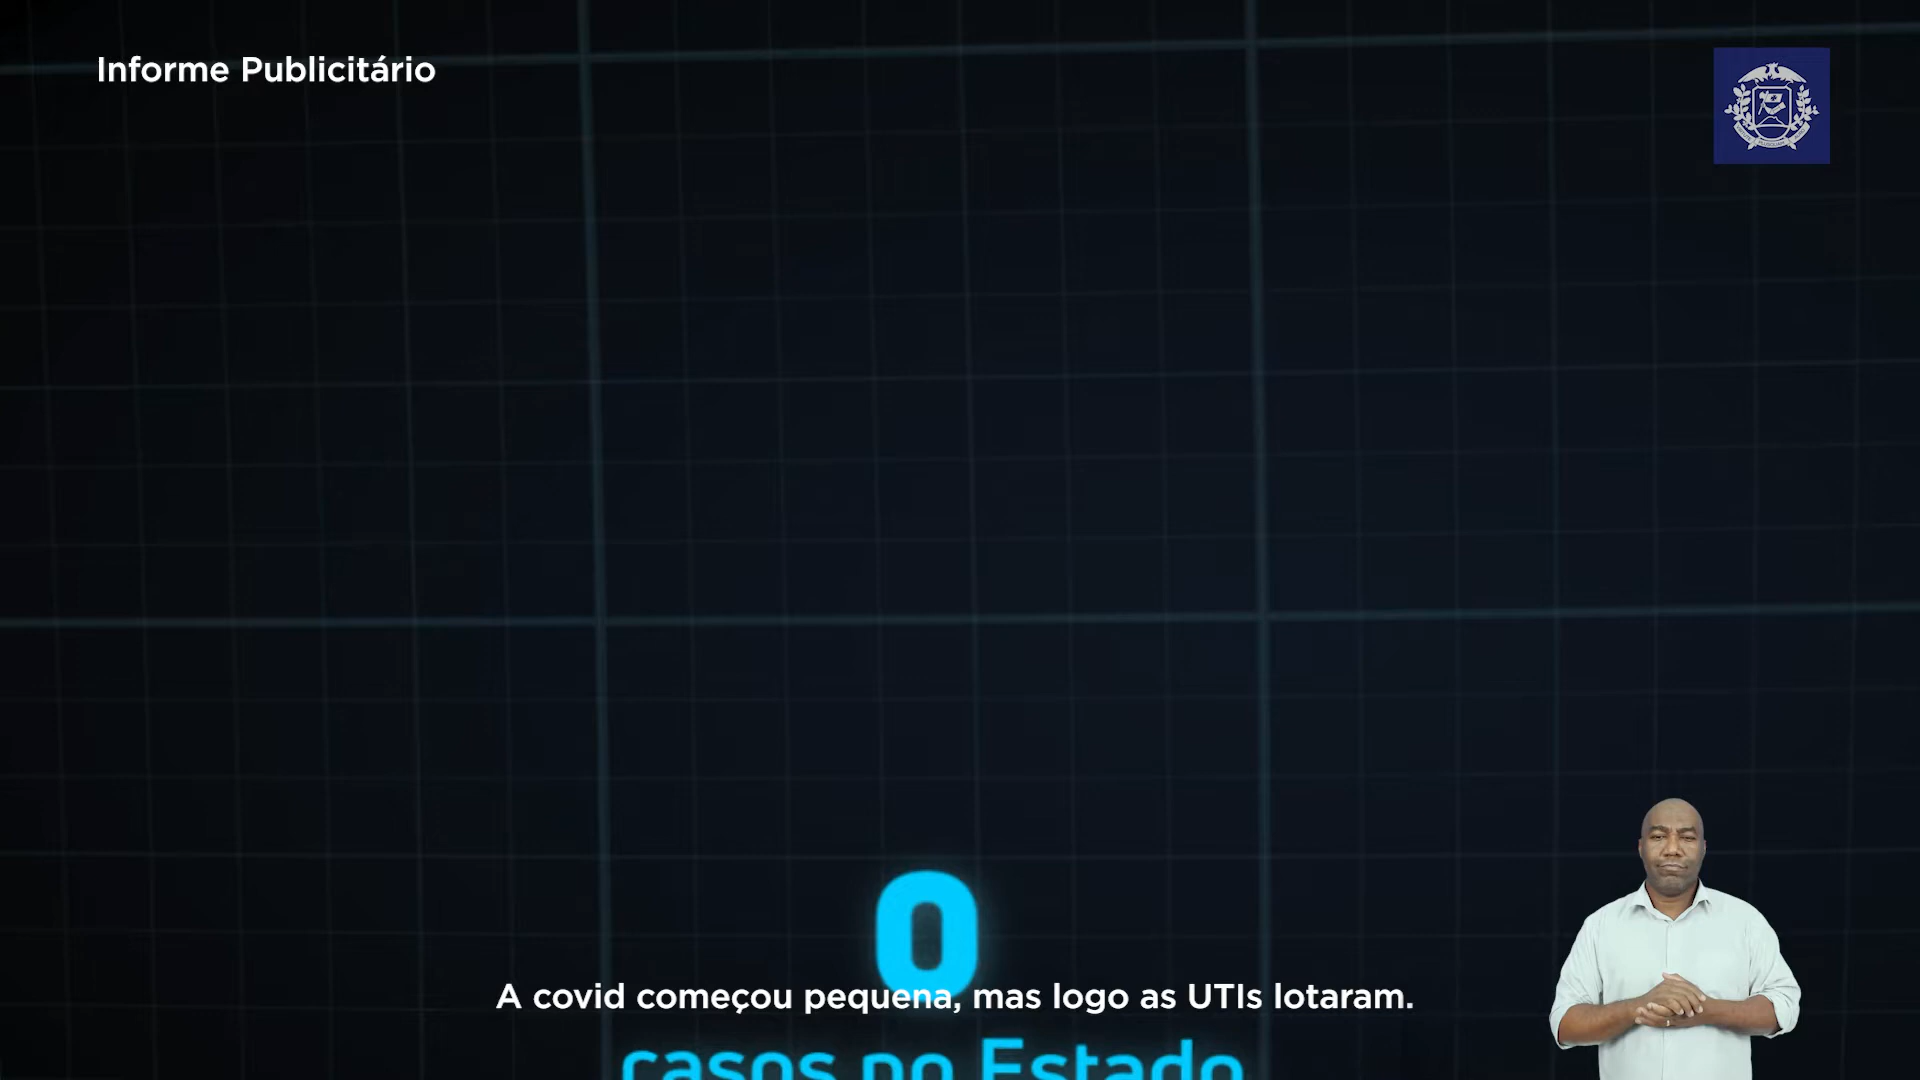 Informe Publicitário
0
A covid começou pequena, mas logo as UTIs lotaram.
casos no Estado